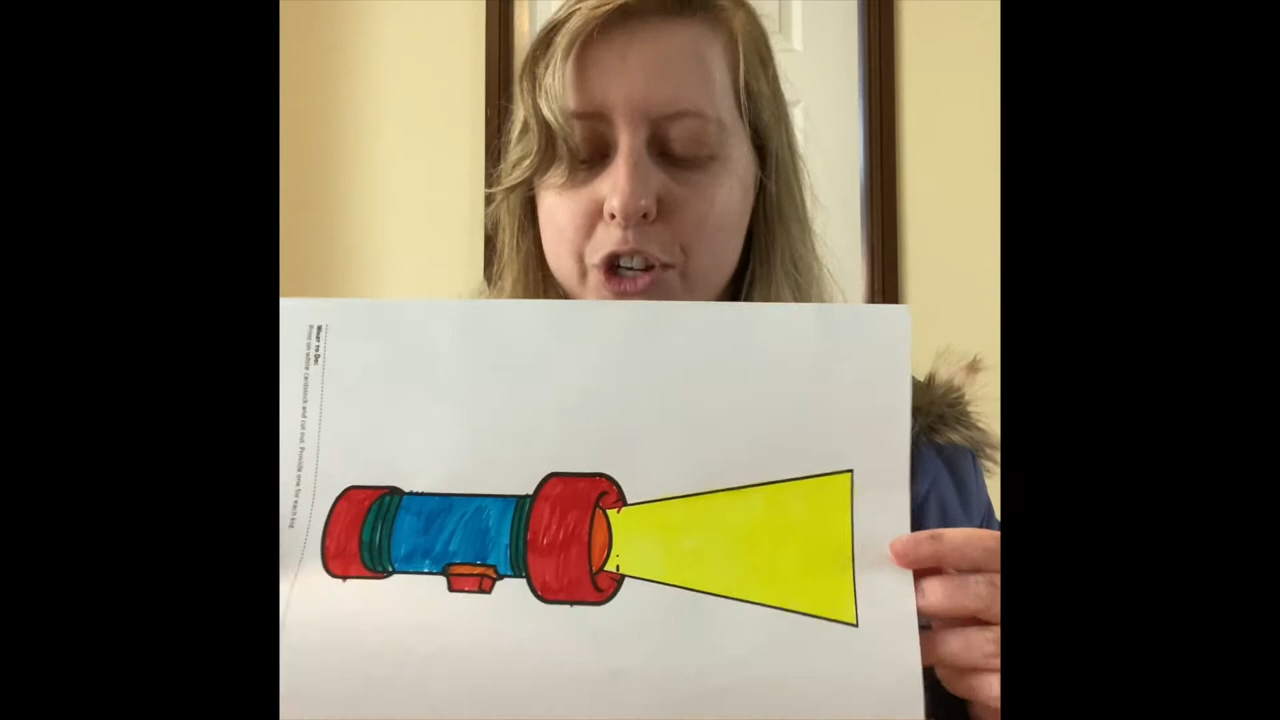 What to Do:
Print on white cardstock and cut out. Provide one for each kid.